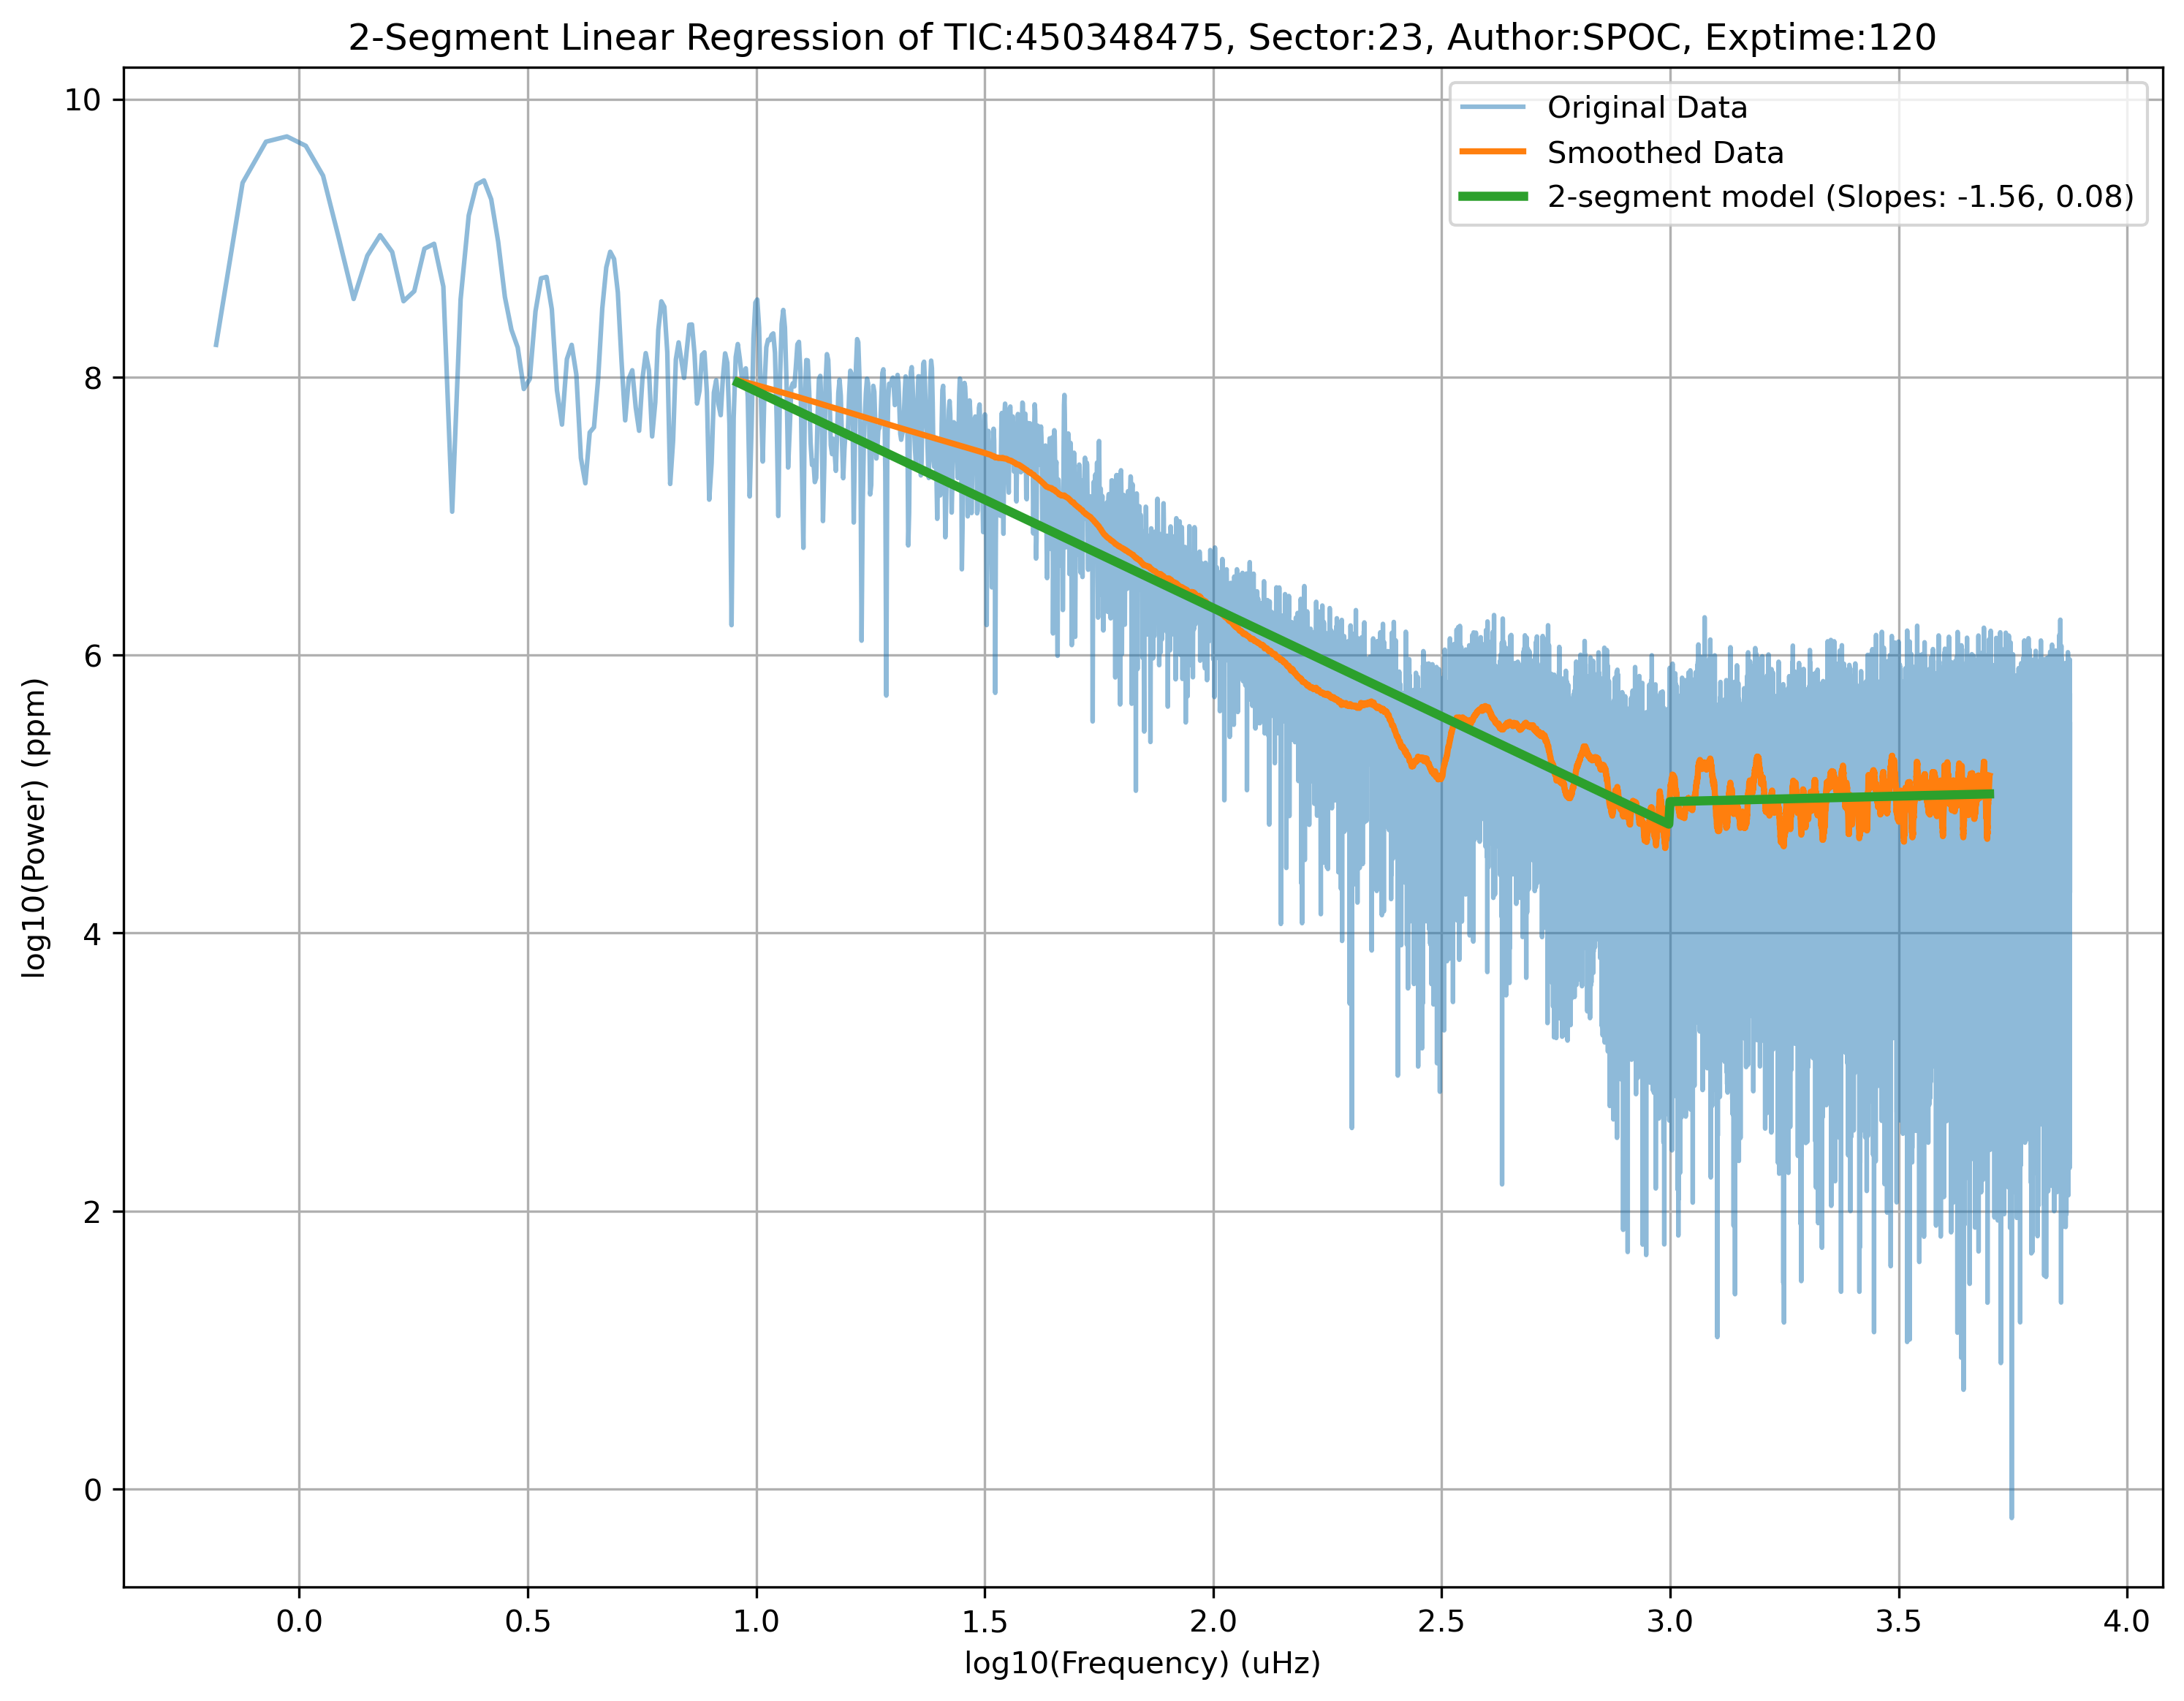 2-Segment Linear Regression of TIC:450348475, Sector:23, Author:SPOC, Exptime:120
Original Data
Smoothed Data
2-segment model (Slopes: -1.56, 0.08)
log10(Power) (ppm)
10
8
6
4
2
0
0.0 0.5 1.0 1.5 2.0 2.5 3.0 3.5 4.0
log10(Frequency) (uHz)